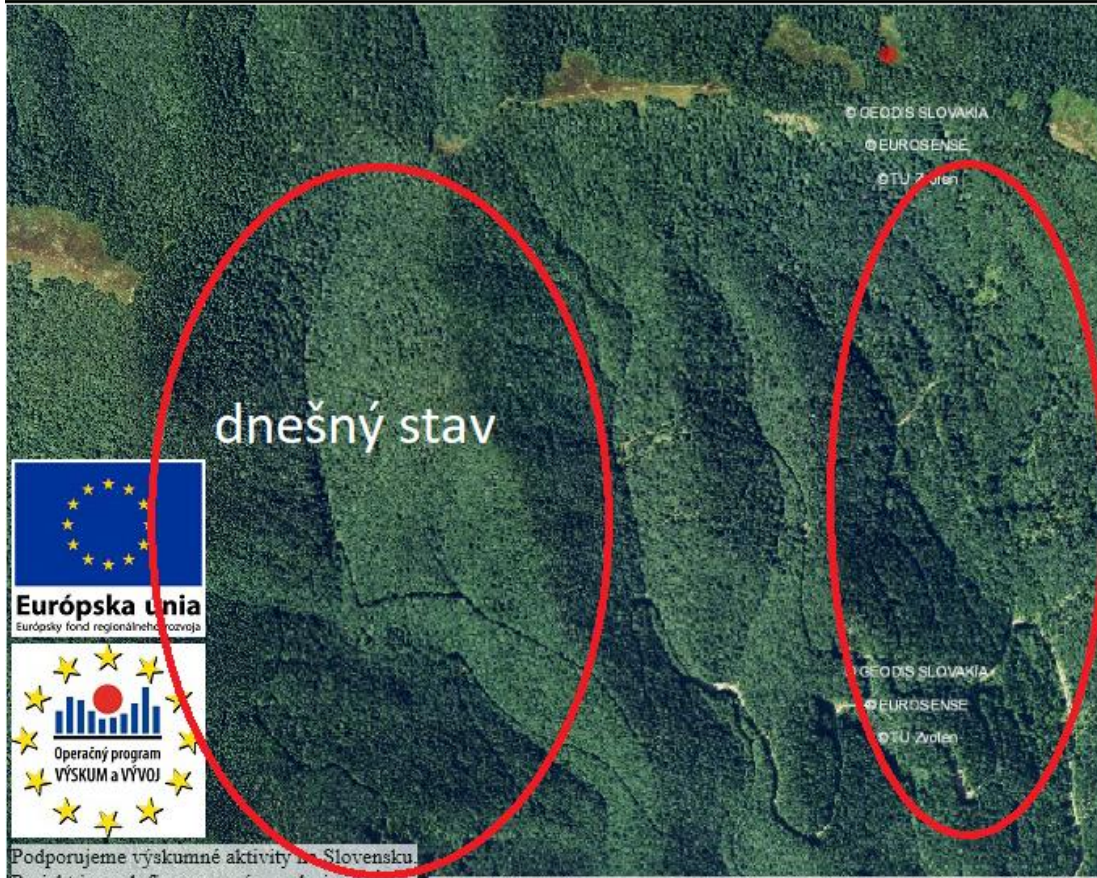 © GEODIS SLOVAKIA
© EUROSENSE
©TU Zvolen
dnešný stav
Európska únia
Európsky fond regionálneho rozvoja
© GEODIS SLOVAKIA
© EUROSENSE
©TU Zvolen
Operačný program
VÝSKUM a VÝVOJ
Podporujeme výskumné aktivity na Slovensku.